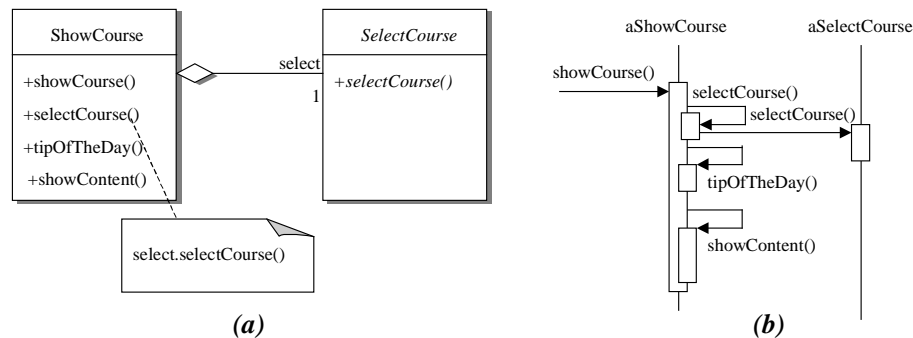 ShowCourse
+showCourse()
+selectCourse()
+tipOfTheDay()
+showContent()
select
1
SelectCourse
+selectCourse()
select.selectCourse()
(a)
aShowCourse
aSelectCourse
showCourse()
selectCourse()
selectCourse()
tipOfTheDay()
showContent()
(b)